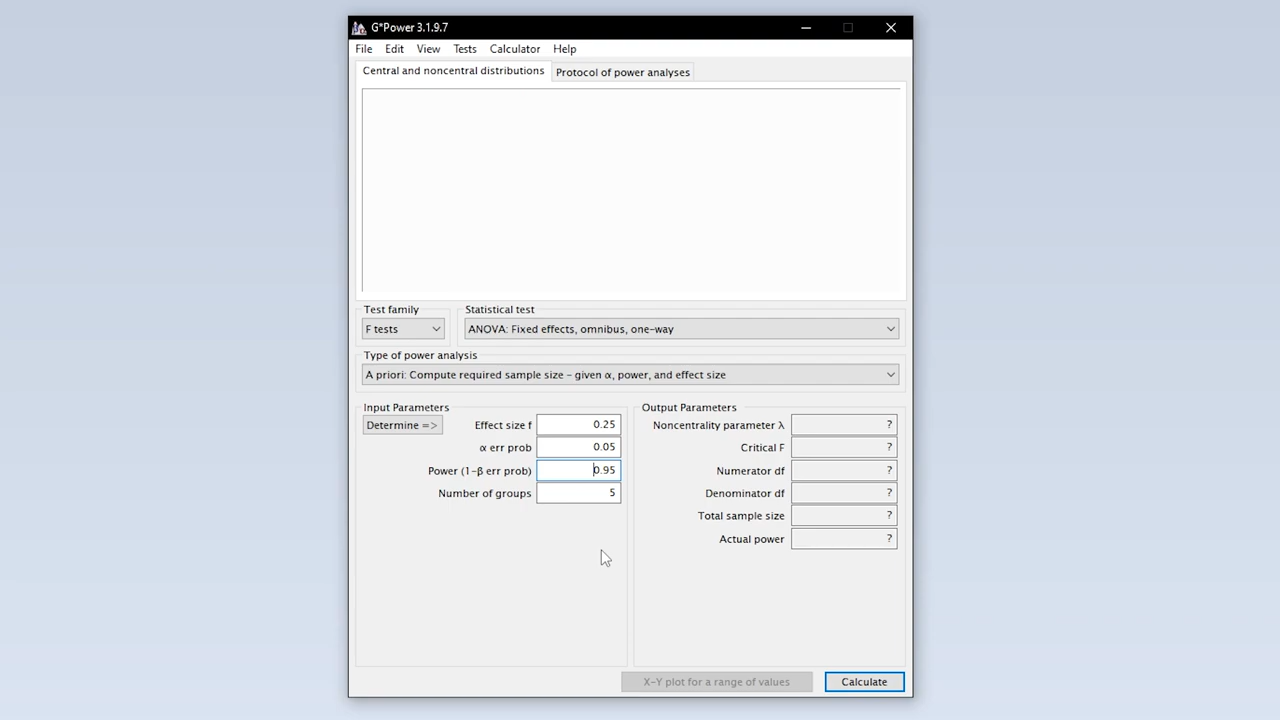 G*Power 3.1.9.7
File Edit View Tests Calculator Help
Central and noncentral distributions Protocol of power analyses
Test family Statistical test
F tests ANOVA: Fixed effects, omnibus, one-way
Type of power analysis
A priori: Compute required sample size – given α, power, and effect size
Input Parameters Output Parameters
Determine => Effect size f 0.25 Noncentrality parameter λ ?
α err prob 0.05 Critical F ?
Power (1-β err prob) 0.95 Numerator df ?
Number of groups 5 Denominator df ?
Total sample size ?
Actual power ?
X-Y plot for a range of values Calculate